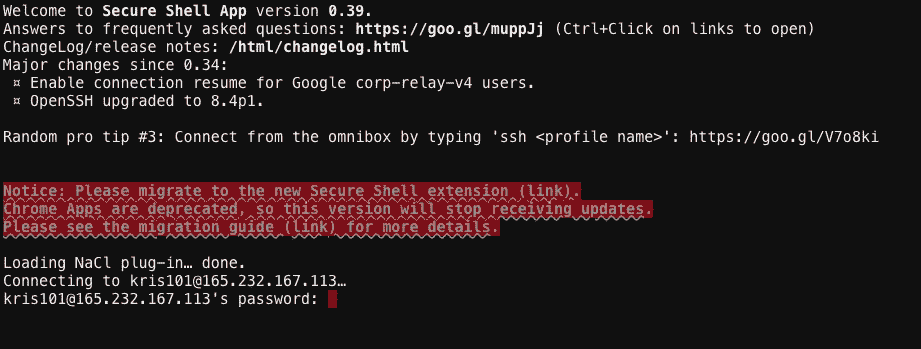 Welcome to Secure Shell App version 0.39.
Answers to frequently asked questions: https://goo.gl/muppJj (Ctrl+Click on links to open)
ChangeLog/release notes: /html/changelog.html
Major changes since 0.34:
¤ Enable connection resume for Google corp-relay-v4 users.
¤ OpenSSH upgraded to 8.4p1.
Random pro tip #3: Connect from the omnibox by typing 'ssh <profile name>': https://goo.gl/V7o8ki
Notice: Please migrate to the new Secure Shell extension (link).
Chrome Apps are deprecated, so this version will stop receiving updates.
Please see the migration guide (link) for more details.
Loading NaCl plug-in… done.
Connecting to kris101@165.232.167.113…
kris101@165.232.167.113's password: